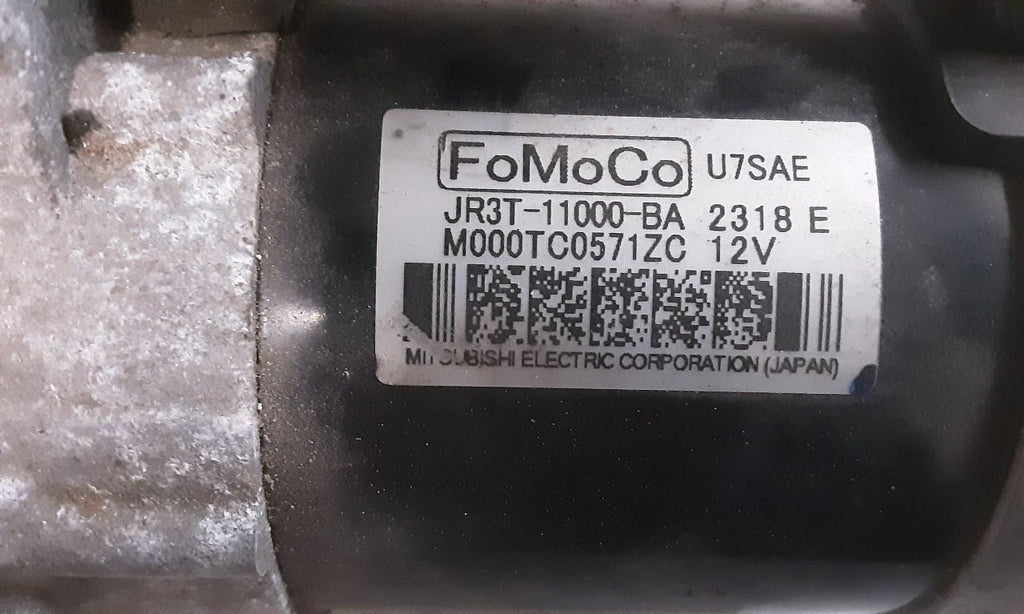 FoMoCo U7SAE
JR3T-11000-BA 2318 E
M000TC0571ZC 12V
MITSUBISHI ELECTRIC CORPORATION (JAPAN)